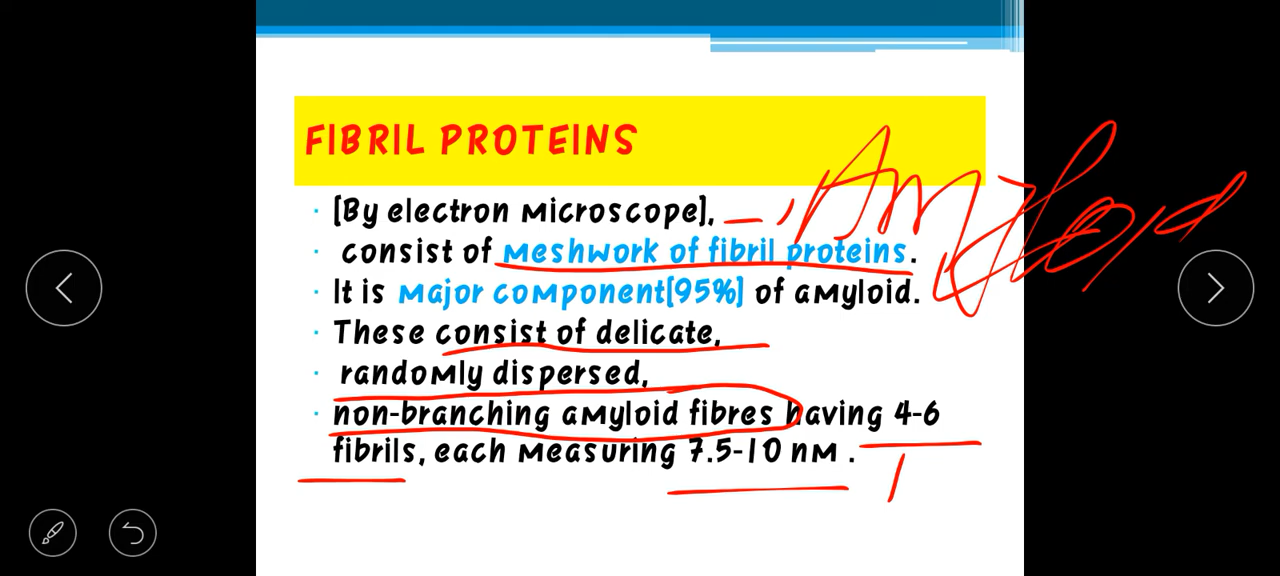 FIBRIL PROTEINS
[By electron microscope], Amyloid
consist of meshwork of fibril proteins.
It is major component[95%] of amyloid.
These consist of delicate,
randomly dispersed,
non-branching amyloid fibres having 4-6
fibrils, each measuring 7.5-10 nm .